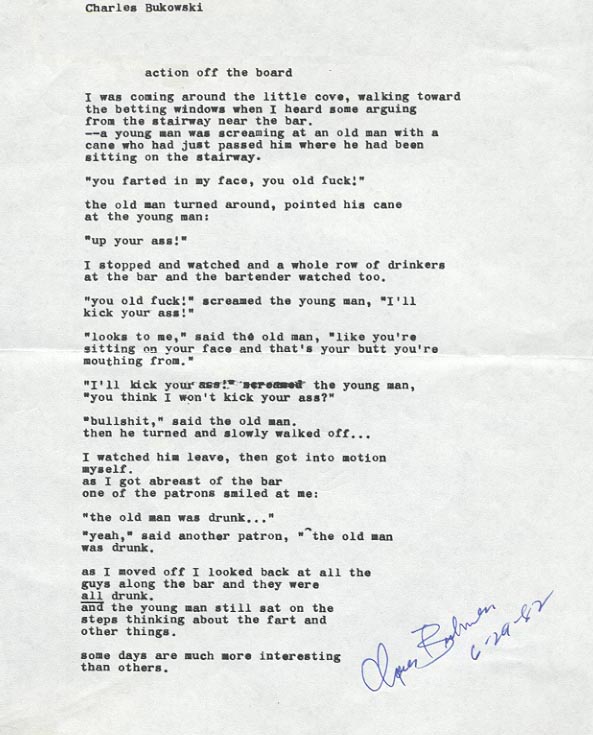 Charles Bukowski
action off the board
I was coming around the little cove, walking toward
the betting windows when I heard some arguing
from the stairway near the bar.
--a young man was screaming at an old man with a
cane who had just passed him where he had been
sitting on the stairway.
"you farted in my face, you old fuck!"
the old man turned around, pointed his cane
at the young man:
"up your ass!"
I stopped and watched and a whole row of drinkers
at the bar and the bartender watched too.
"you old fuck!" screamed the young man, "I'll
kick your ass!"
"looks to me," said the old man, "like you're
sitting on your face and that's your butt you're
mouthing from."
"I'll kick your ass!" screamed the young man,
"you think I won't kick your ass?"
"bullshit," said the old man.
then he turned and slowly walked off...
I watched him leave, then got into motion
myself.
as I got abreast of the bar
one of the patrons smiled at me:
"the old man was drunk..."
"yeah," said another patron, "the old man
was drunk.
as I moved off I looked back at all the
guys along the bar and they were
all drunk.
and the young man still sat on the
steps thinking about the fart and
other things.
some days are much more interesting
than others.
6-29-82